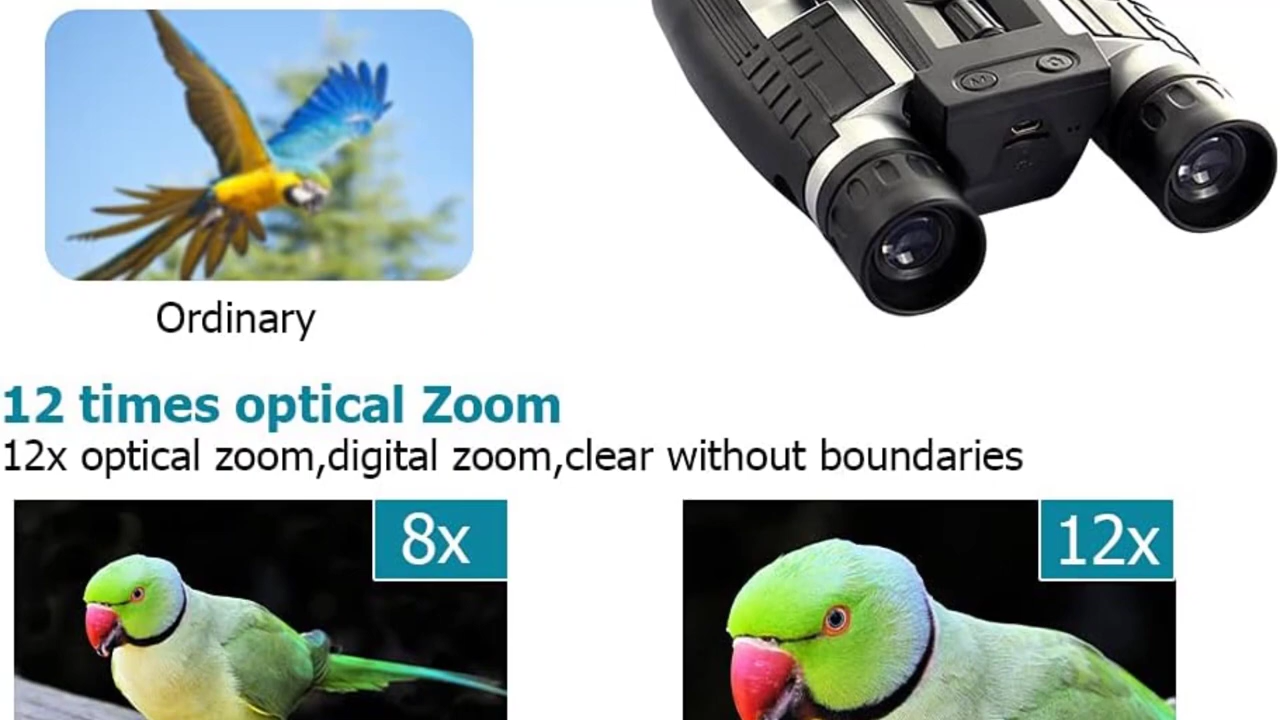 Ordinary
12 times optical Zoom
12x optical zoom,digital zoom,clear without boundaries
8x
12x
M